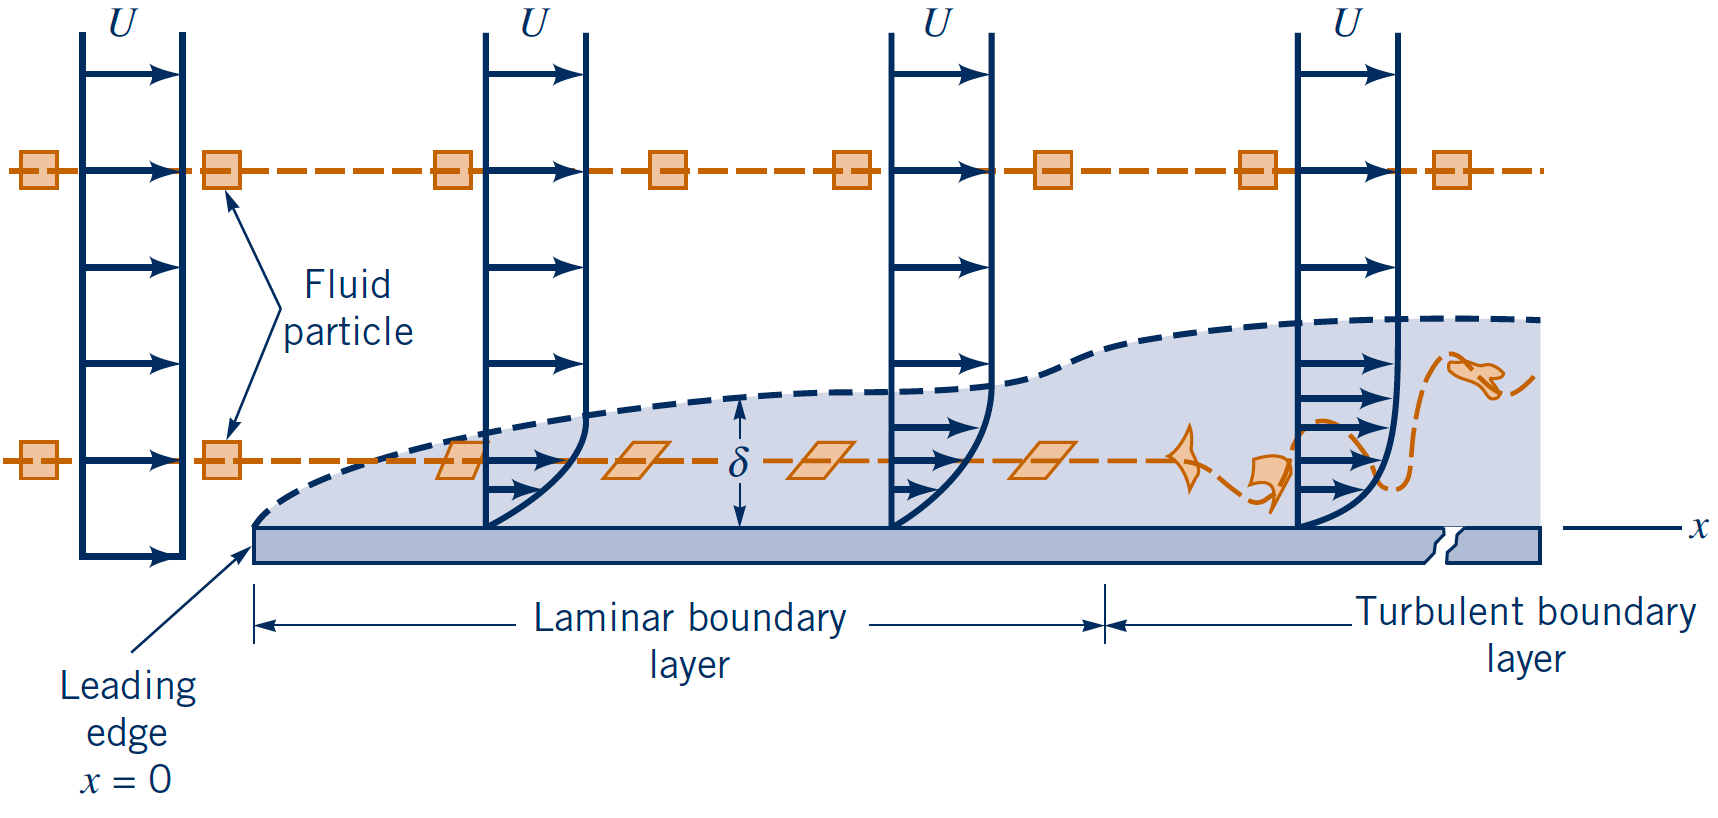 U
U
U
U
Fluid
particle
δ
x
Laminar boundary
layer
Turbulent boundary
layer
Leading
edge
x = 0